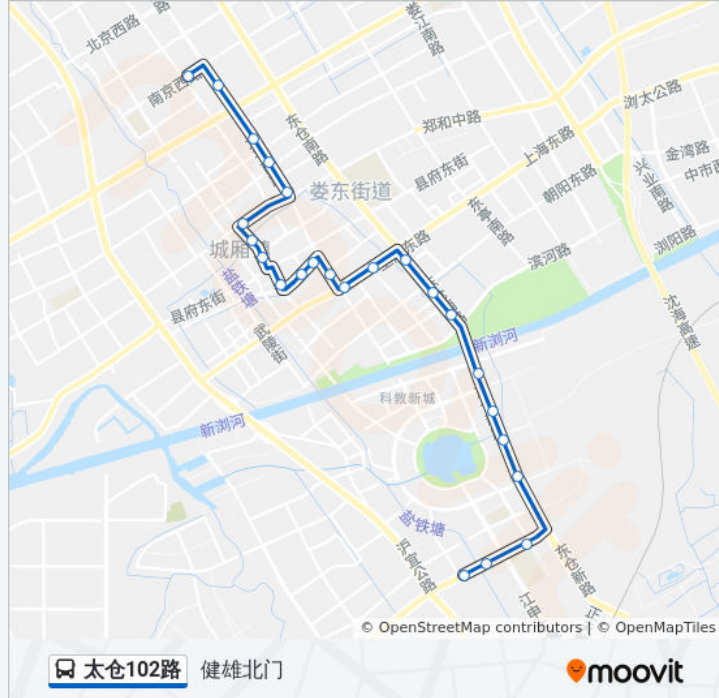 北京西路
娄江南路
南京西
东仓南路
浏太公路
郑和中路
上海东路
金湾路
中市西
兴业南路
县府东街
朝阳东路
娄东街道
东亭南路
浏阳路
城厢
东路
滨河路
盐铁塘
县府东街
武陵街
沈海高速
新浏河
科教新城
新浏河
盐铁塘
沪宜公路
东仓新路
江申
© OpenStreetMap contributors | © OpenMapTiles
太仓102路 健雄北门 moovit